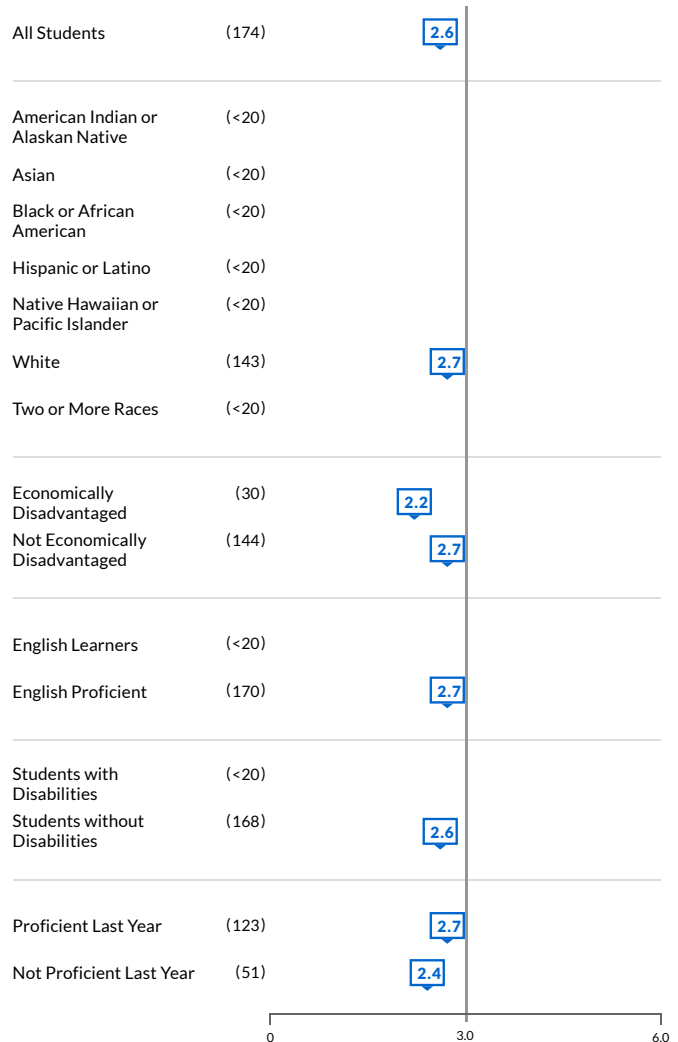 All Students (174) 2.6
American Indian or (<20)
Alaskan Native
Asian (<20)
Black or African (<20)
American
Hispanic or Latino (<20)
Native Hawaiian or (<20)
Pacific Islander
White (143) 2.7
Two or More Races (<20)
Economically (30) 2.2
Disadvantaged
Not Economically (144) 2.7
Disadvantaged
English Learners (<20)
English Proficient (170) 2.7
Students with (<20)
Disabilities
Students without (168) 2.6
Disabilities
Proficient Last Year (123) 2.7
Not Proficient Last Year (51) 2.4
0 3.0 6.0